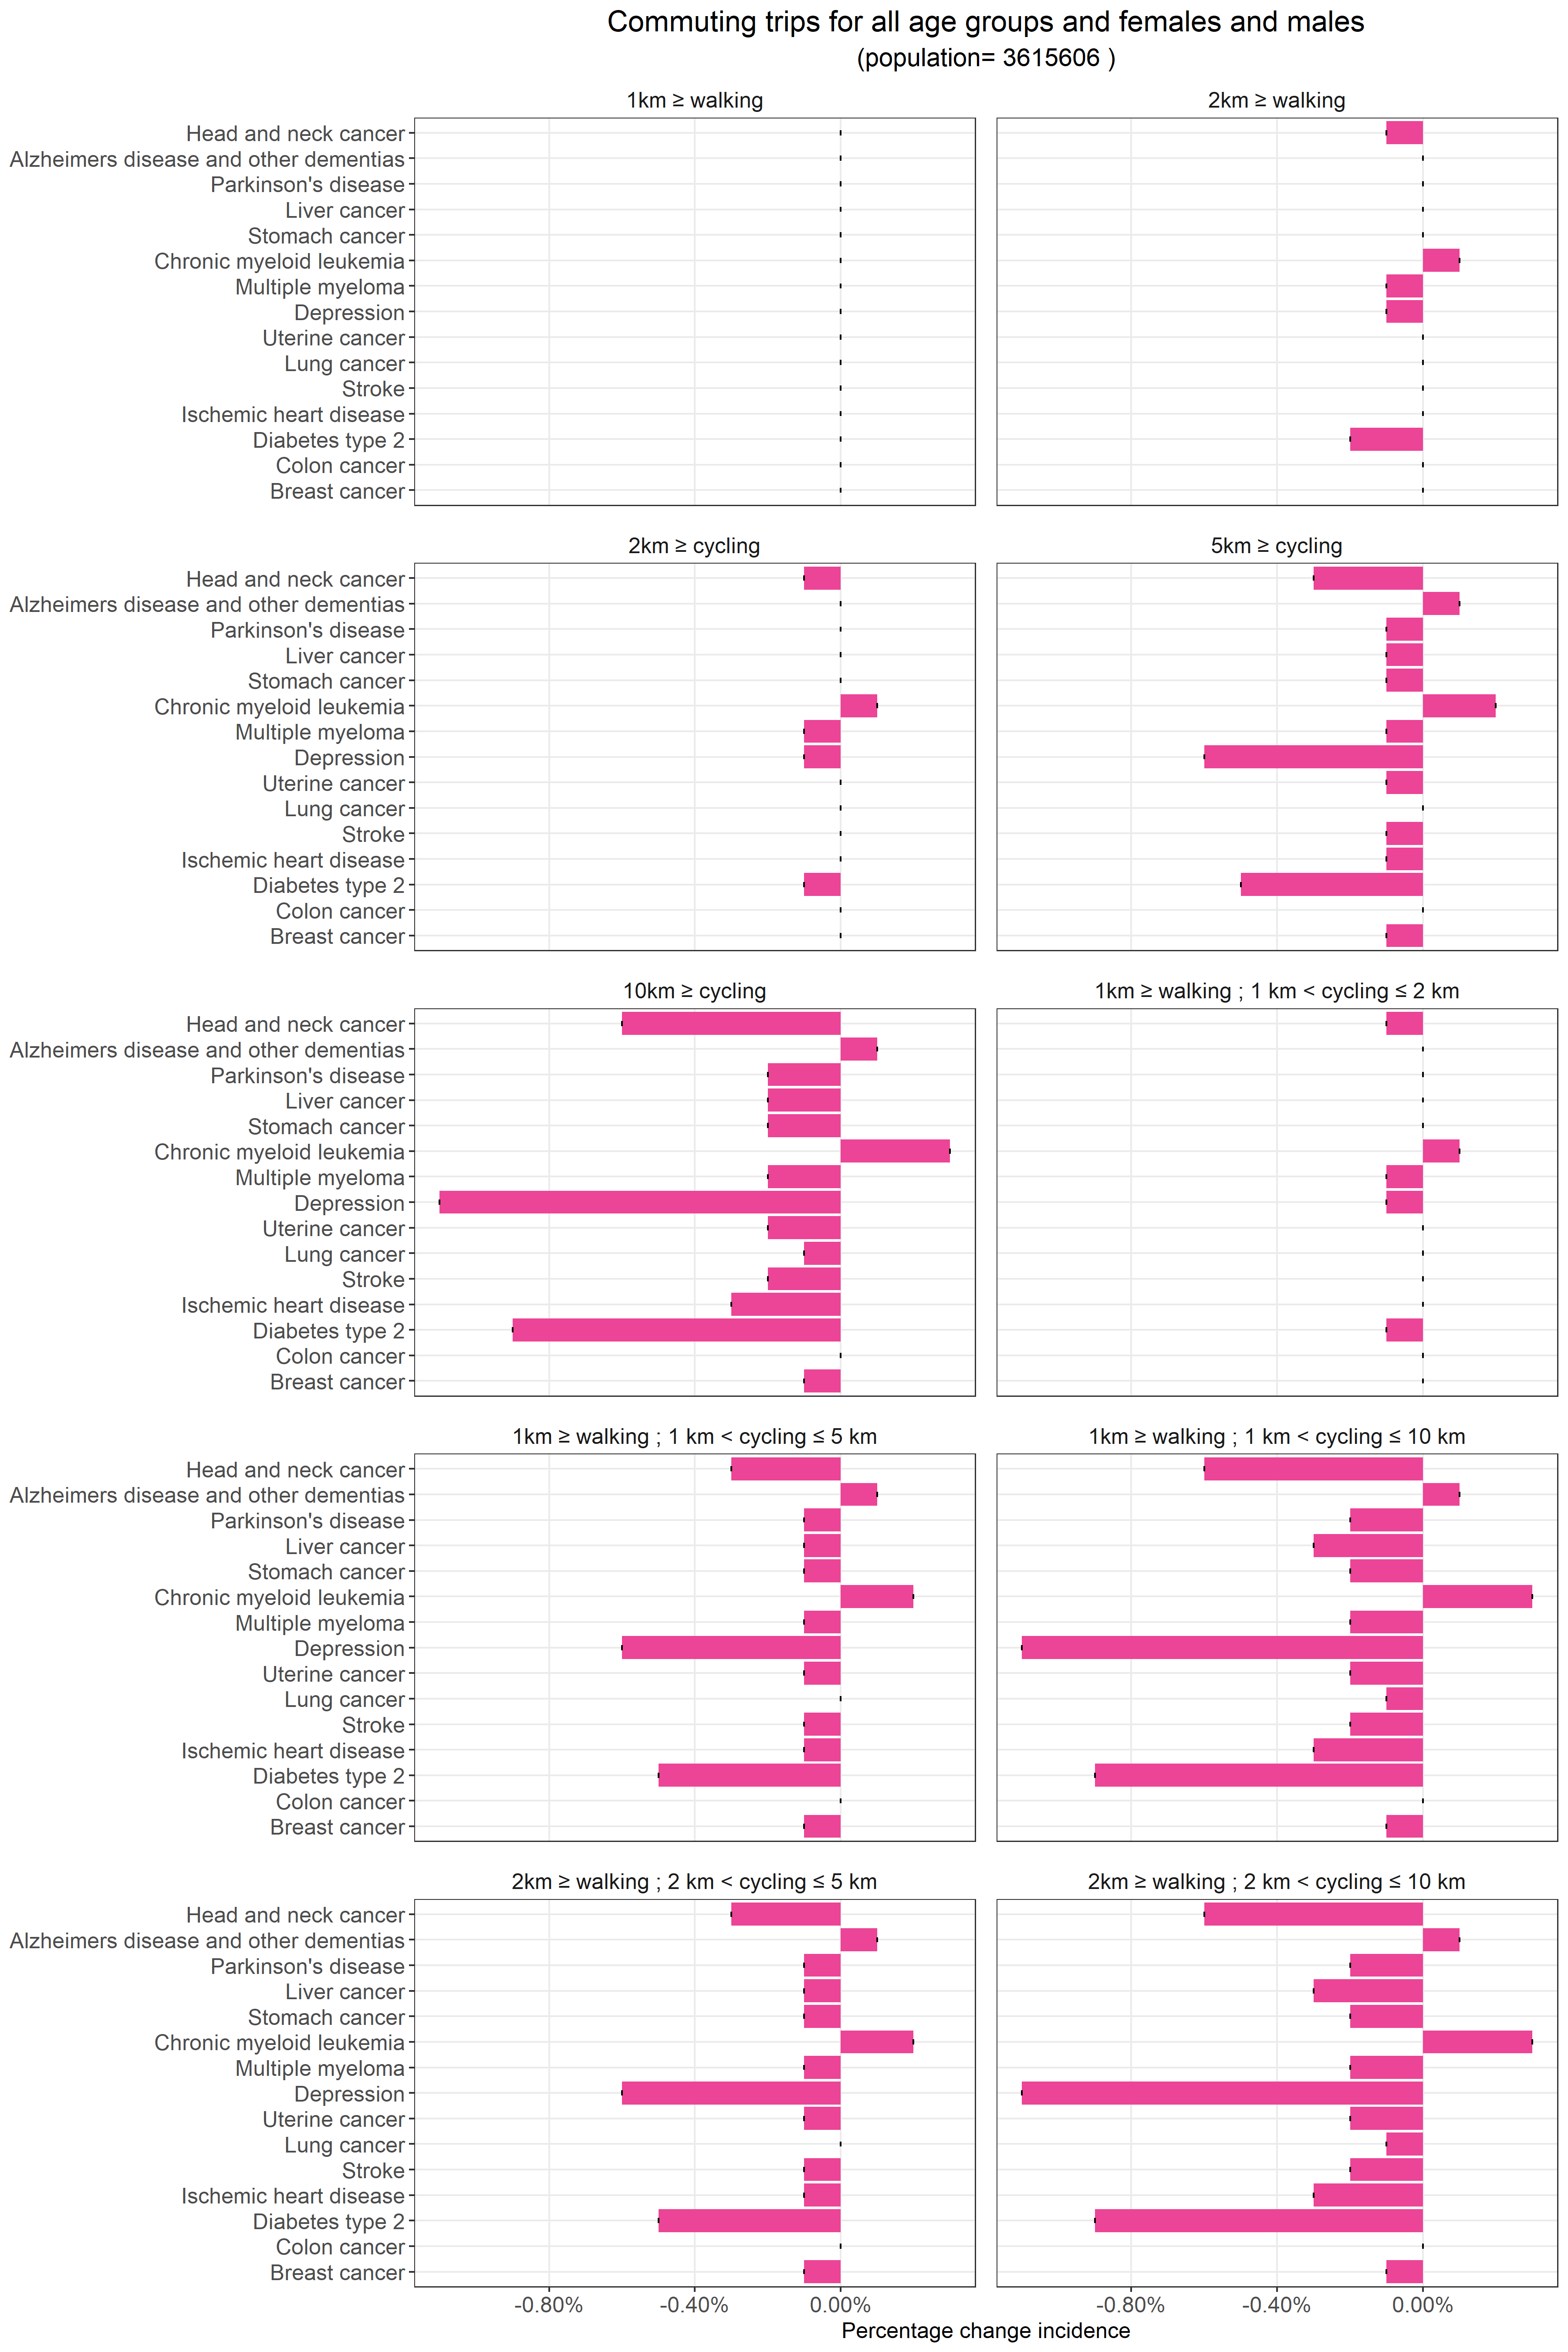 Commuting trips for all age groups and females and males
(population= 3615606 )
1km ≥ walking
2km ≥ walking
Head and neck cancer
Alzheimers disease and other dementias
Parkinson's disease
Liver cancer
Stomach cancer
Chronic myeloid leukemia
Multiple myeloma
Depression
Uterine cancer
Lung cancer
Stroke
Ischemic heart disease
Diabetes type 2
Colon cancer
Breast cancer
2km ≥ cycling
5km ≥ cycling
Head and neck cancer
Alzheimers disease and other dementias
Parkinson's disease
Liver cancer
Stomach cancer
Chronic myeloid leukemia
Multiple myeloma
Depression
Uterine cancer
Lung cancer
Stroke
Ischemic heart disease
Diabetes type 2
Colon cancer
Breast cancer
10km ≥ cycling
1km ≥ walking ; 1 km < cycling ≤ 2 km
Head and neck cancer
Alzheimers disease and other dementias
Parkinson's disease
Liver cancer
Stomach cancer
Chronic myeloid leukemia
Multiple myeloma
Depression
Uterine cancer
Lung cancer
Stroke
Ischemic heart disease
Diabetes type 2
Colon cancer
Breast cancer
1km ≥ walking ; 1 km < cycling ≤ 5 km
1km ≥ walking ; 1 km < cycling ≤ 10 km
Head and neck cancer
Alzheimers disease and other dementias
Parkinson's disease
Liver cancer
Stomach cancer
Chronic myeloid leukemia
Multiple myeloma
Depression
Uterine cancer
Lung cancer
Stroke
Ischemic heart disease
Diabetes type 2
Colon cancer
Breast cancer
2km ≥ walking ; 2 km < cycling ≤ 5 km
2km ≥ walking ; 2 km < cycling ≤ 10 km
Head and neck cancer
Alzheimers disease and other dementias
Parkinson's disease
Liver cancer
Stomach cancer
Chronic myeloid leukemia
Multiple myeloma
Depression
Uterine cancer
Lung cancer
Stroke
Ischemic heart disease
Diabetes type 2
Colon cancer
Breast cancer
-0.80% -0.40% 0.00% -0.80% -0.40% 0.00%
Percentage change incidence